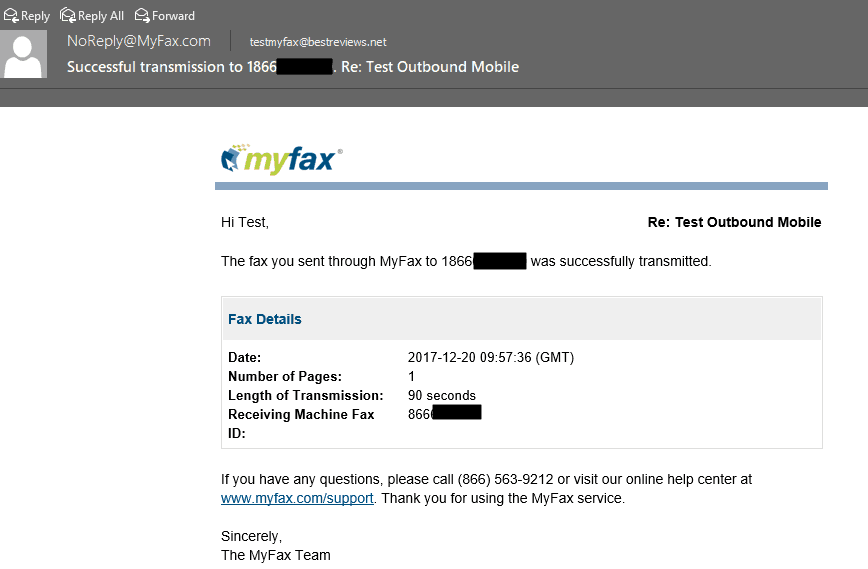 Reply Reply All Forward
NoReply@MyFax.com testmyfax@bestreviews.net
Successful transmission to 1866 . Re: Test Outbound Mobile
myfax®
Hi Test, Re: Test Outbound Mobile
The fax you sent through MyFax to 1866 was successfully transmitted.
Fax Details
Date: 2017-12-20 09:57:36 (GMT)
Number of Pages: 1
Length of Transmission: 90 seconds
Receiving Machine Fax 866
ID:
If you have any questions, please call (866) 563-9212 or visit our online help center at
www.myfax.com/support. Thank you for using the MyFax service.
Sincerely,
The MyFax Team